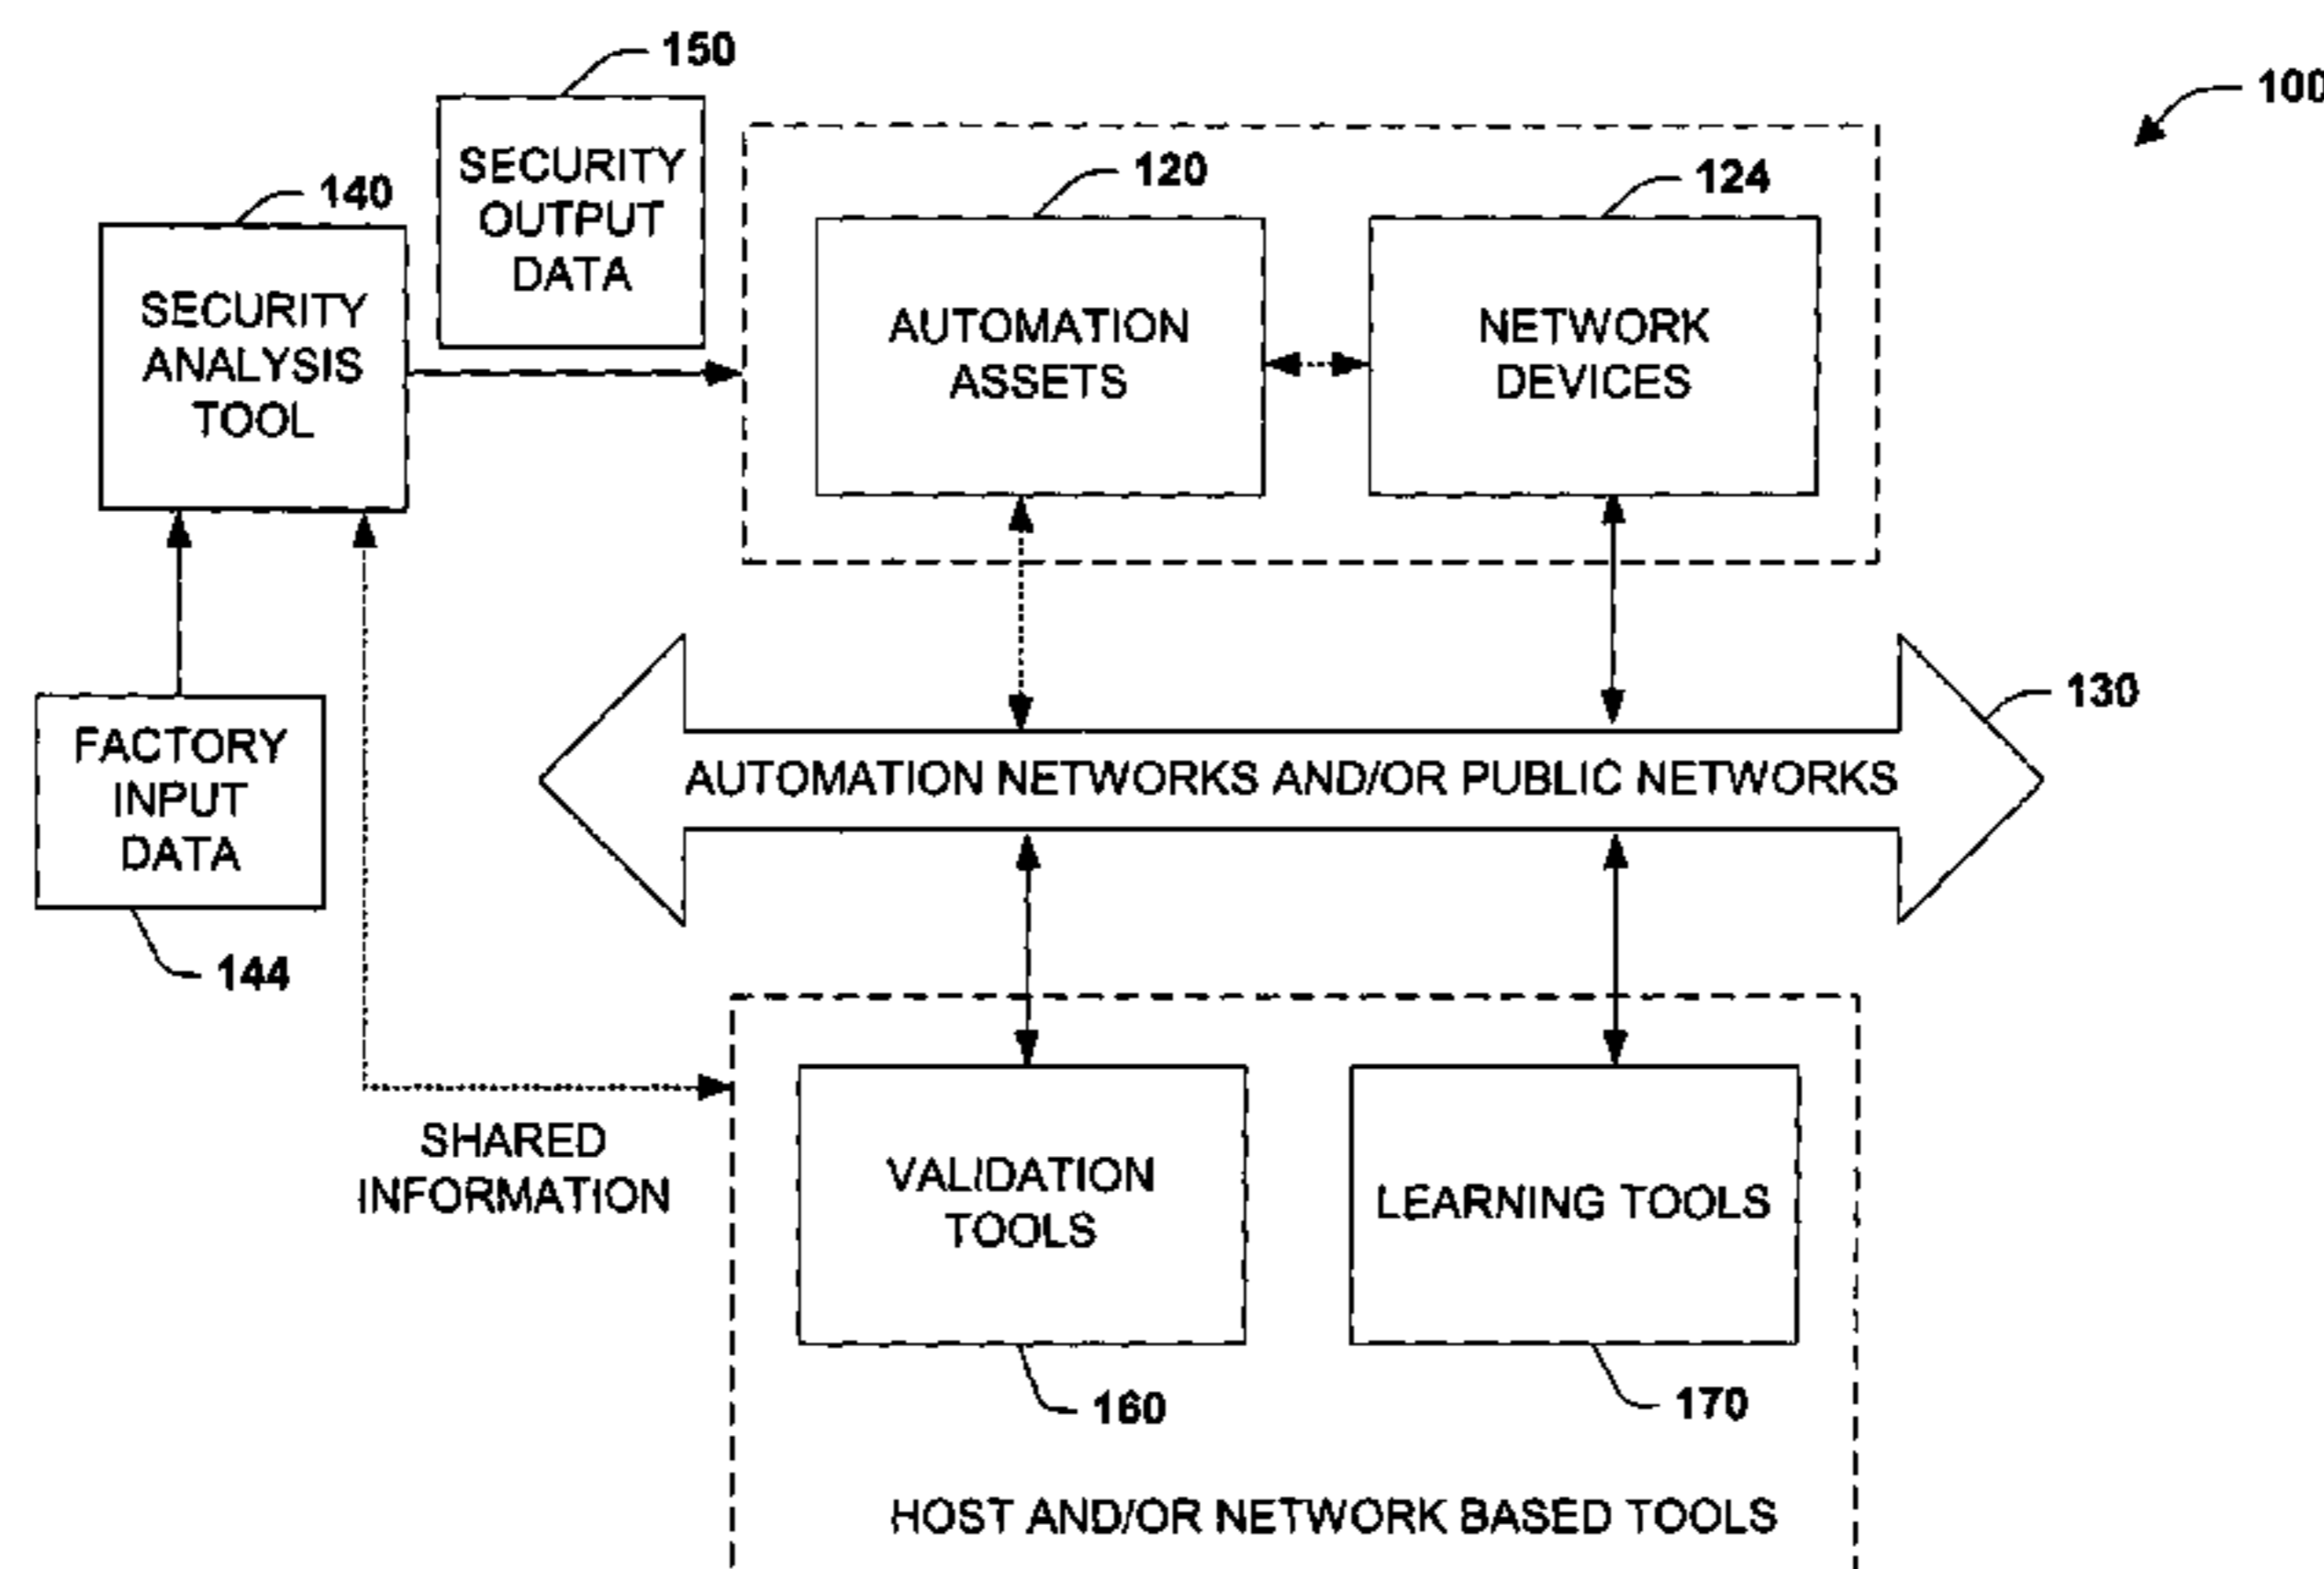 150
100
SECURITY
OUTPUT
DATA
120
124
140
SECURITY
ANALYSIS
TOOL
AUTOMATION
ASSETS
NETWORK
DEVICES
130
FACTORY
INPUT
DATA
AUTOMATION NETWORKS AND/OR PUBLIC NETWORKS
144
SHARED
INFORMATION
VALIDATION
TOOLS
LEARNING TOOLS
160
170
HOST AND/OR NETWORK BASED TOOLS